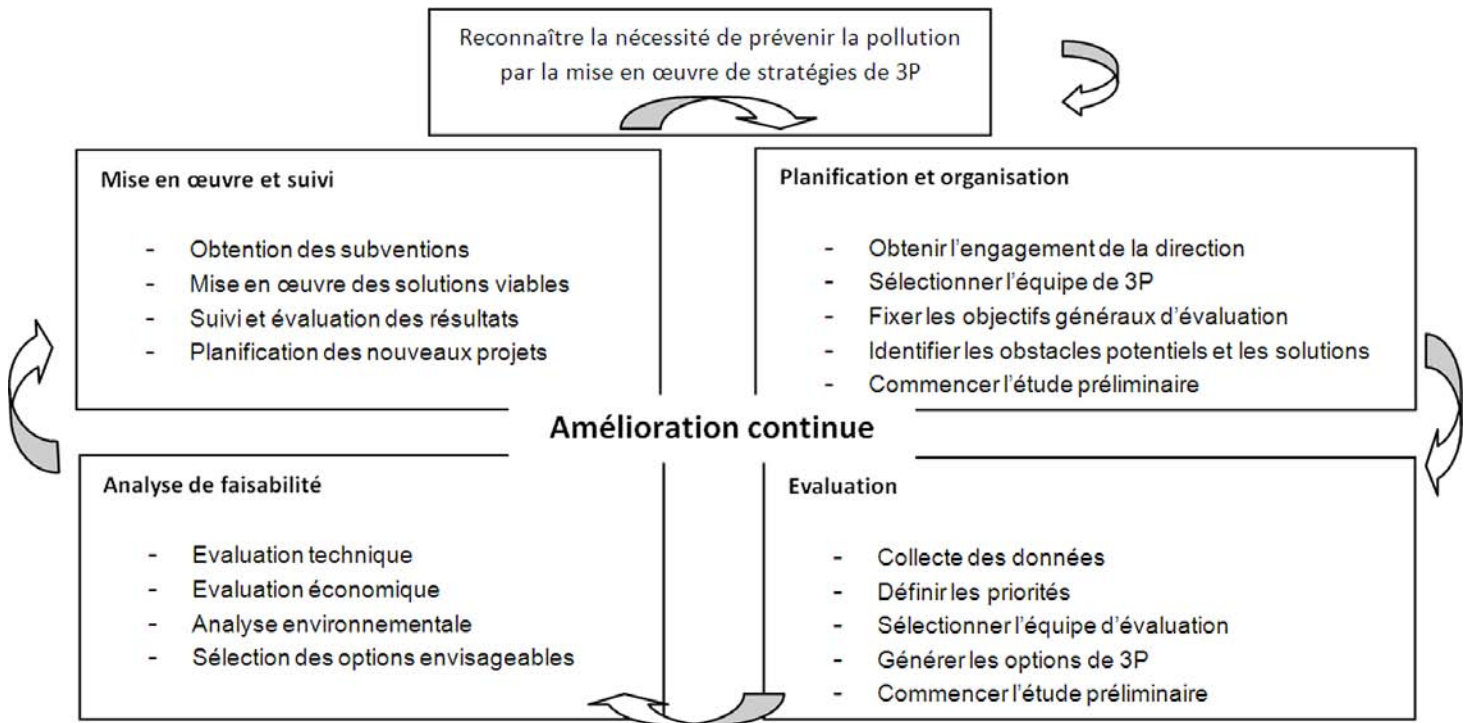 Reconnaître la nécessité de prévenir la pollution
par la mise en œuvre de stratégies de 3P
Mise en œuvre et suivi
- Obtention des subventions
- Mise en œuvre des solutions viables
- Suivi et évaluation des résultats
- Planification des nouveaux projets
Planification et organisation
- Obtenir l'engagement de la direction
- Sélectionner l'équipe de 3P
- Fixer les objectifs généraux d'évaluation
- Identifier les obstacles potentiels et les solutions
- Commencer l'étude préliminaire
Amélioration continue
Analyse de faisabilité
- Evaluation technique
- Evaluation économique
- Analyse environnementale
- Sélection des options envisageables
Evaluation
- Collecte des données
- Définir les priorités
- Sélectionner l'équipe d'évaluation
- Générer les options de 3P
- Commencer l'étude préliminaire